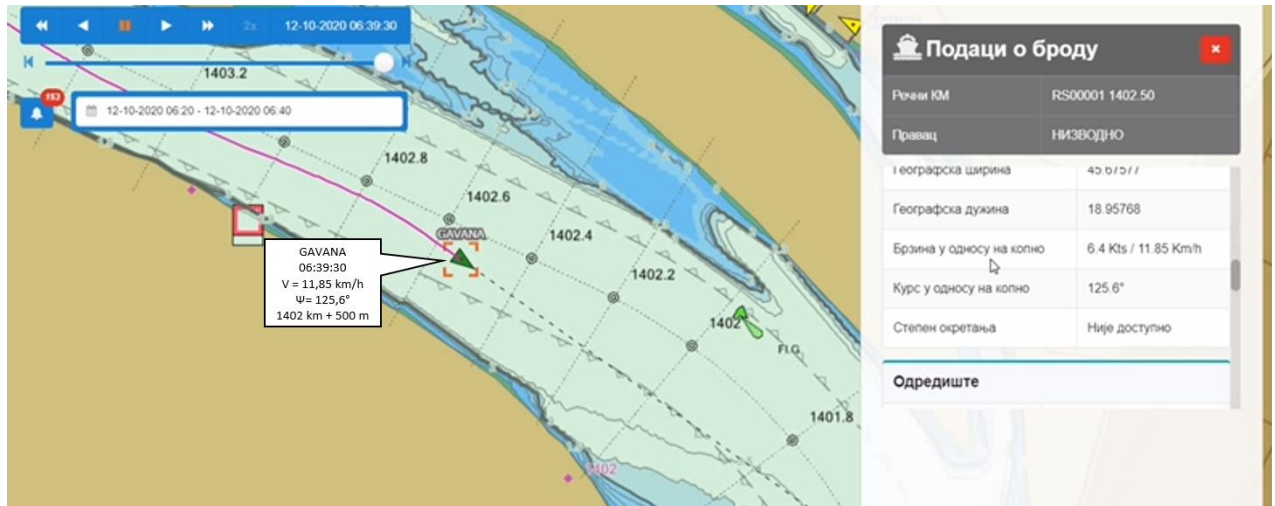 2x
12-10-2020 06:39:30
153
12-10-2020 06:20 - 12-10-2020 06:40
1403.2
1402.8
1402.6
1402.4
1402.2
1402
Fl.G
1401.8
1402
GAVANA
GAVANA
06:39:30
V = 11,85 km/h
Ψ= 125,6°
1402 km + 500 m
Подаци о броду
Речни КМ RS00001 1402.50
Правац НИЗВОДНО
Географска ширина 45.67577
Географска дужина 18.95768
Брзина у односу на копно 6.4 Kts / 11.85 Km/h
Курс у односу на копно 125.6°
Степен окретања Није доступно
Одредиште